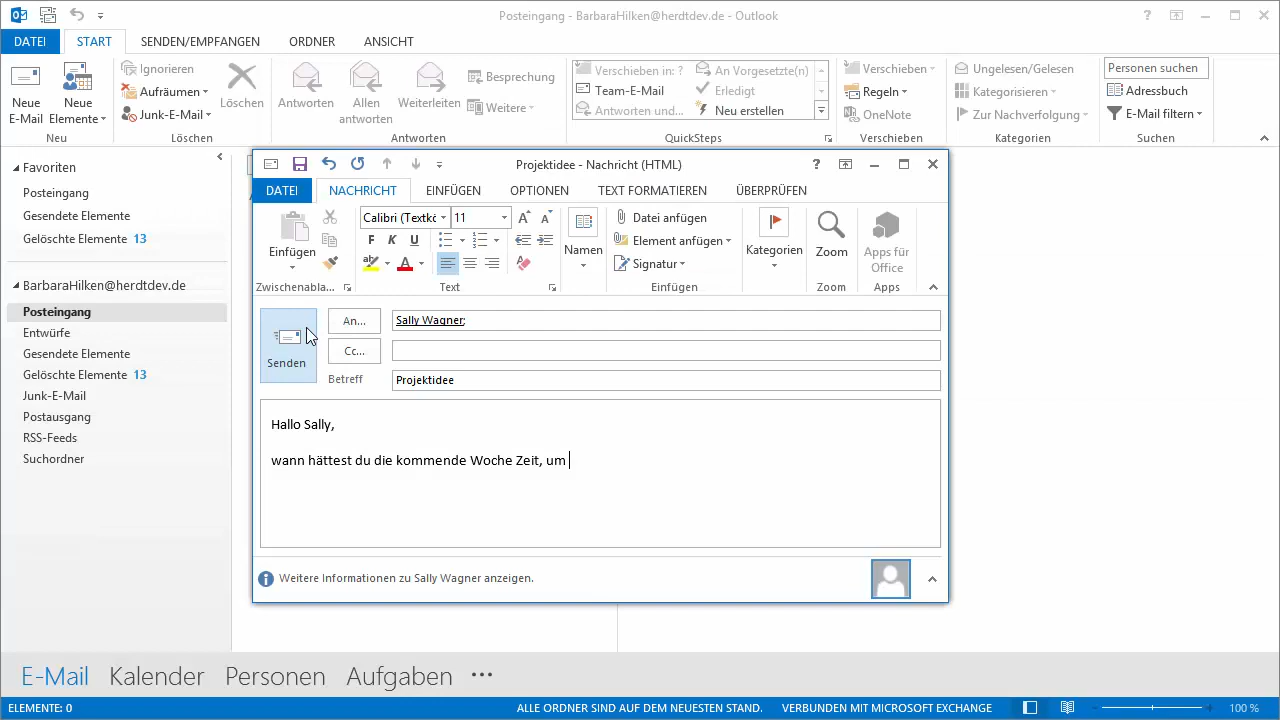 Posteingang - BarbaraHilken@herdtdev.de - Outlook
DATEI START SENDEN/EMPFANGEN ORDNER ANSICHT
Neue E-Mail
Neue Elemente
Neu
Ignorieren
Aufräumen
Junk-E-Mail
Löschen
Löschen
Antworten
Allen antworten
Weiterleiten
Besprechung
Weitere
Antworten
Verschieben in: ?
Team-E-Mail
Antworten und...
An Vorgesetzte(n)
Erledigt
Neu erstellen
QuickSteps
Verschieben
Regeln
OneNote
Verschieben
Ungelesen/Gelesen
Kategorisieren
Zur Nachverfolgung
Kategorien
Personen suchen
Adressbuch
E-Mail filtern
Suchen
Favoriten
Posteingang
Gesendete Elemente
Gelöschte Elemente 13
BarbaraHilken@herdtdev.de
Posteingang
Entwürfe
Gesendete Elemente
Gelöschte Elemente 13
Junk-E-Mail
Postausgang
RSS-Feeds
Suchordner
Projektidee - Nachricht (HTML)
DATEI NACHRICHT EINFÜGEN OPTIONEN TEXT FORMATIEREN ÜBERPRÜFEN
Einfügen
Zwischenabla...
Calibri (Textkö 11
F K U
Text
Namen
Datei anfügen
Element anfügen
Signatur
Einfügen
Kategorien
Zoom
Zoom
Apps für Office
Apps
Senden
An... Sally Wagner;
Cc...
Betreff Projektidee
Hallo Sally,
wann hättest du die kommende Woche Zeit, um
Weitere Informationen zu Sally Wagner anzeigen.
E-Mail Kalender Personen Aufgaben •••
ELEMENTE: 0 ALLE ORDNER SIND AUF DEM NEUESTEN STAND. VERBUNDEN MIT MICROSOFT EXCHANGE 100 %